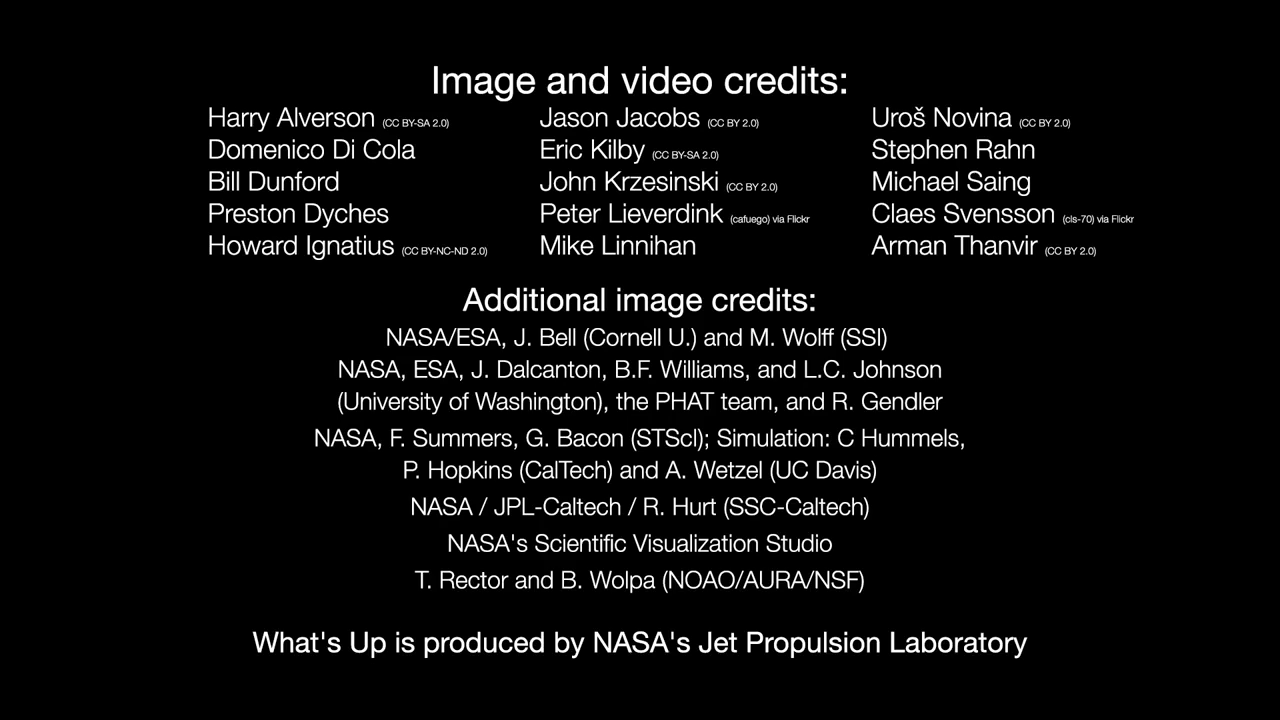 Image and video credits:
Harry Alverson (CC BY-SA 2.0)
Domenico Di Cola
Bill Dunford
Preston Dyches
Howard Ignatius (CC BY-NC-ND 2.0)
Jason Jacobs (CC BY 2.0)
Eric Kilby (CC BY-SA 2.0)
John Krzesinski (CC BY 2.0)
Peter Lieverdink (cafuego) via Flickr
Mike Linnihan
Uroš Novina (CC BY 2.0)
Stephen Rahn
Michael Saing
Claes Svensson (cls-70) via Flickr
Arman Thanvir (CC BY 2.0)
Additional image credits:
NASA/ESA, J. Bell (Cornell U.) and M. Wolff (SSI)
NASA, ESA, J. Dalcanton, B.F. Williams, and L.C. Johnson
(University of Washington), the PHAT team, and R. Gendler
NASA, F. Summers, G. Bacon (STScI); Simulation: C Hummels,
P. Hopkins (CalTech) and A. Wetzel (UC Davis)
NASA / JPL-Caltech / R. Hurt (SSC-Caltech)
NASA's Scientific Visualization Studio
T. Rector and B. Wolpa (NOAO/AURA/NSF)
What's Up is produced by NASA's Jet Propulsion Laboratory